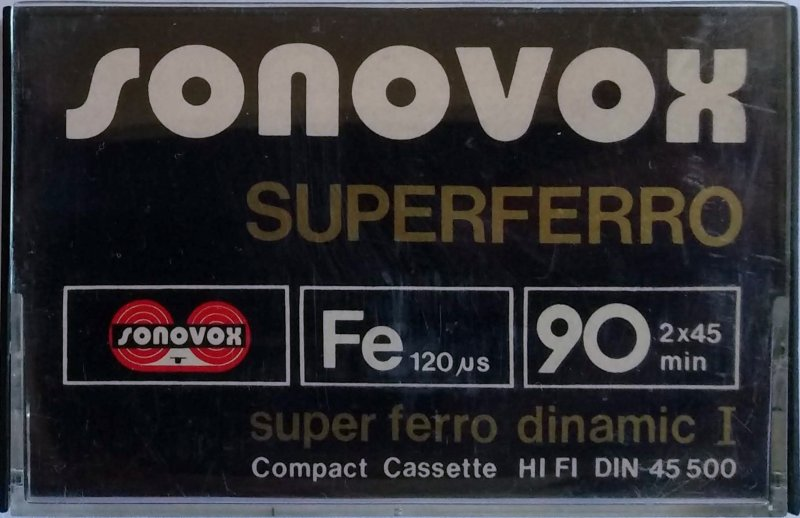 sonovox
SUPERFERRO
sonovox
Fe 120 µs
90 2x45 min
super ferro dinamic I
Compact Cassette HI FI DIN 45 500